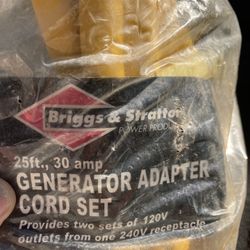 Briggs & Stratton
POWER PRODUC
25ft., 30 amp
GENERATOR ADAPTER
CORD SET
Provides two sets of 120V
outlets from one 240V receptacle